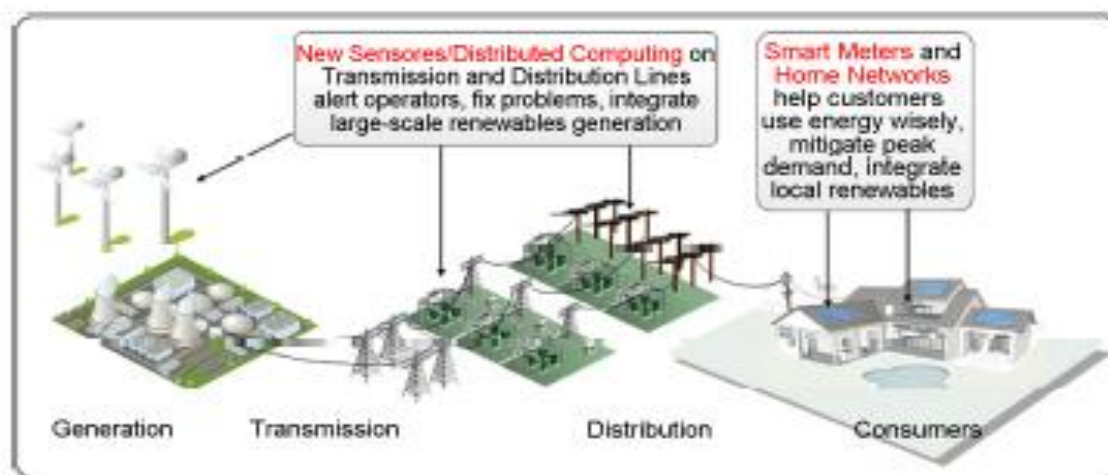 New Sensores/Distributed Computing on
Transmission and Distribution Lines
alert operators, fix problems, integrate
large-scale renewables generation
Smart Meters and
Home Networks
help customers
use energy wisely,
mitigate peak
demand, integrate
local renewables
Generation
Transmission
Distribution
Consumers